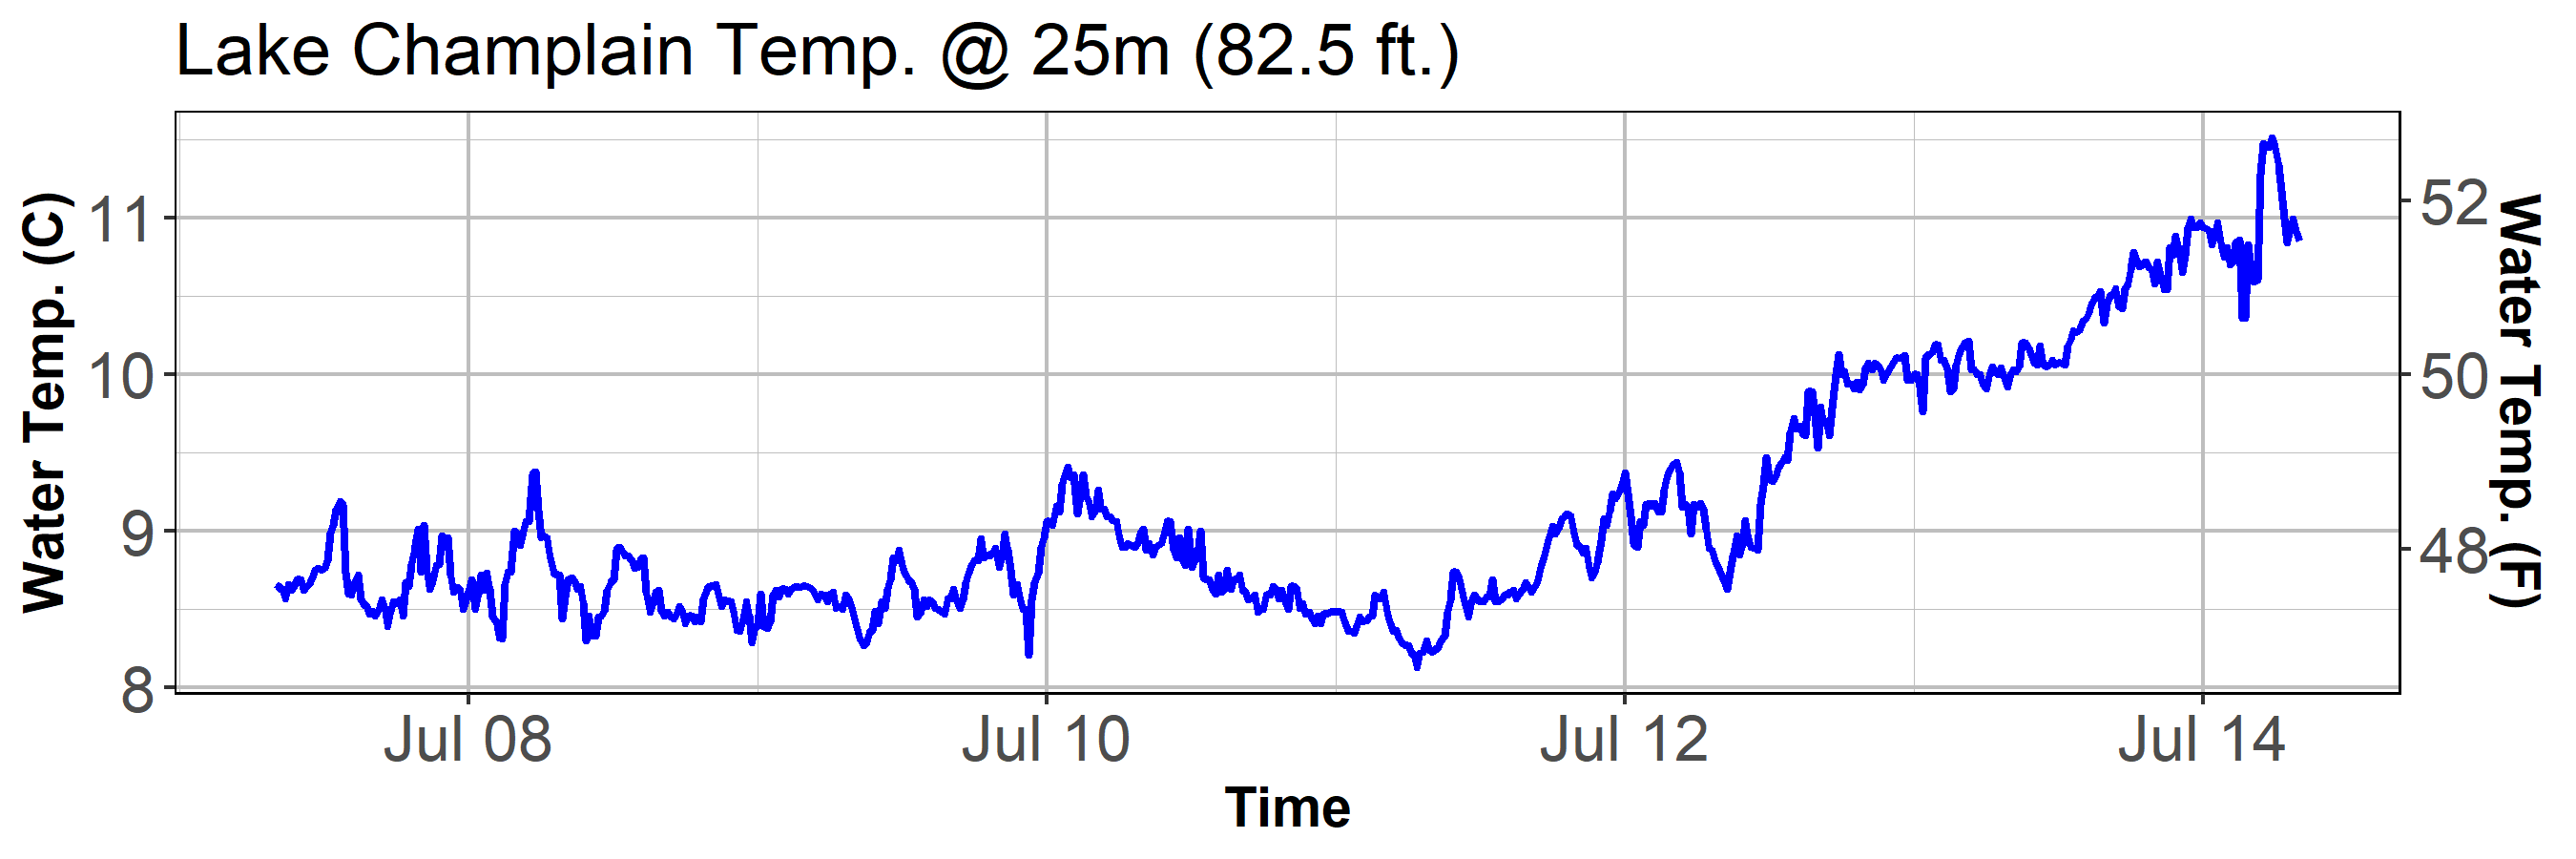 Lake Champlain Temp. @ 25m (82.5 ft.)
Water Temp. (C)
11
10
9
8
52
50
48
Water Temp. (F)
Jul 08
Jul 10
Jul 12
Jul 14
Time